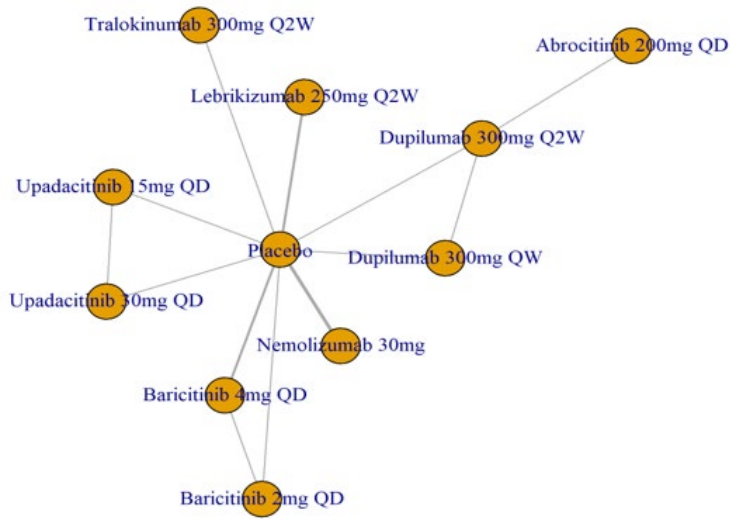 Tralokinumab 300mg Q2W
Abrocitinib 200mg QD
Lebrikizumab 250mg Q2W
Dupilumab 300mg Q2W
Upadacitinib 15mg QD
Placebo
Dupilumab 300mg QW
Upadacitinib 30mg QD
Nemolizumab 30mg
Baricitinib 4mg QD
Baricitinib 2mg QD